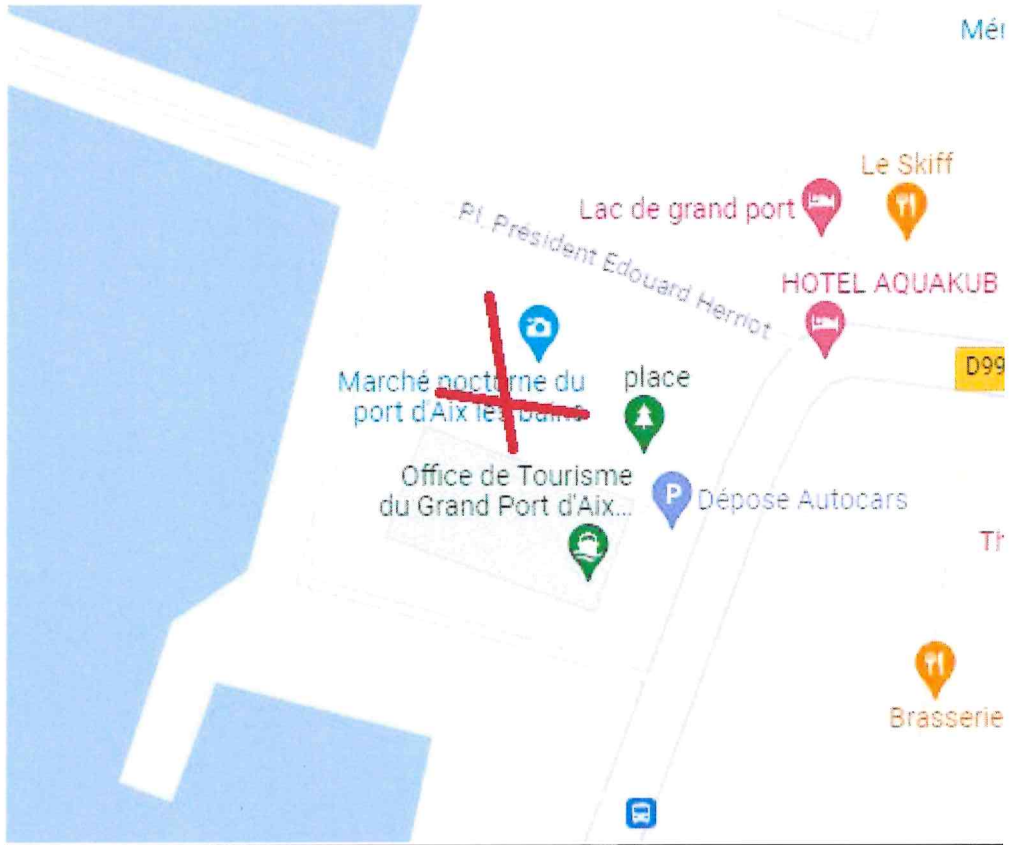 Mér
Le Skiff
Lac de grand port
Pl. Président Edouard Herriot
HOTEL AQUAKUB
D99
Marché nocturne du
port d'Aix les bains
place
Office de Tourisme
du Grand Port d'Aix...
P
Dépose Autocars
Th
Brasserie